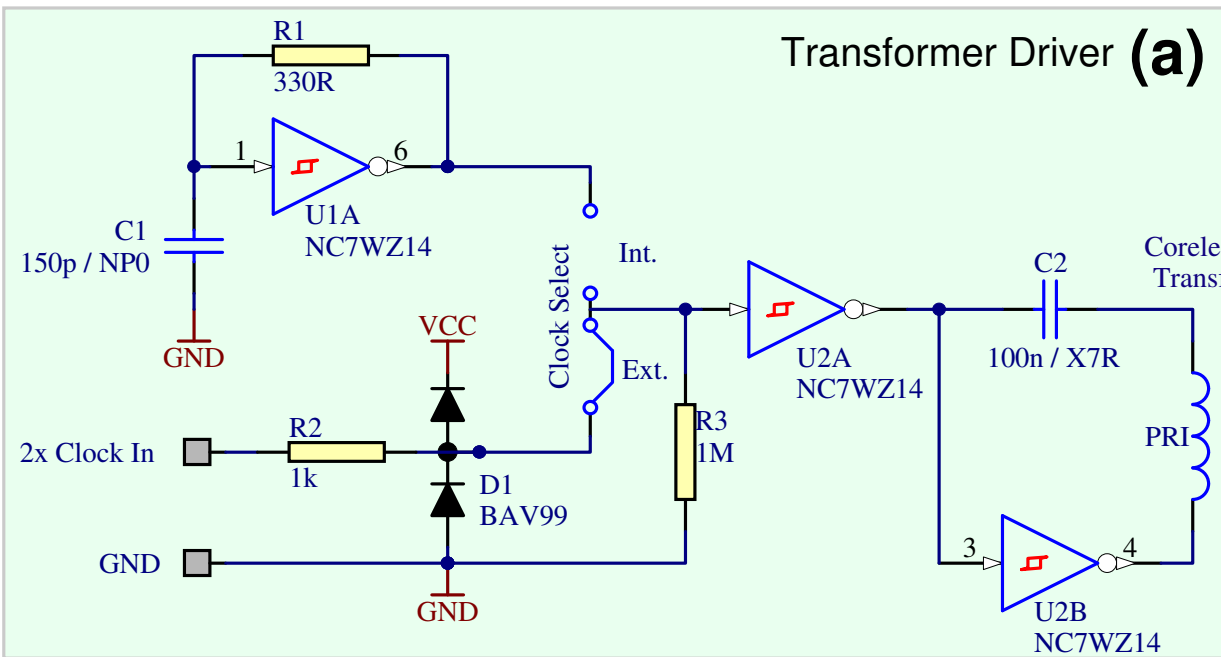 Transformer Driver (a)
R1
330R
1
6
U1A
NC7WZ14
C1
150p / NP0
GND
Clock Select
Int.
Ext.
VCC
2x Clock In
R2
1k
D1
BAV99
GND
GND
R3
1M
U2A
NC7WZ14
C2
100n / X7R
PRI
3
4
U2B
NC7WZ14